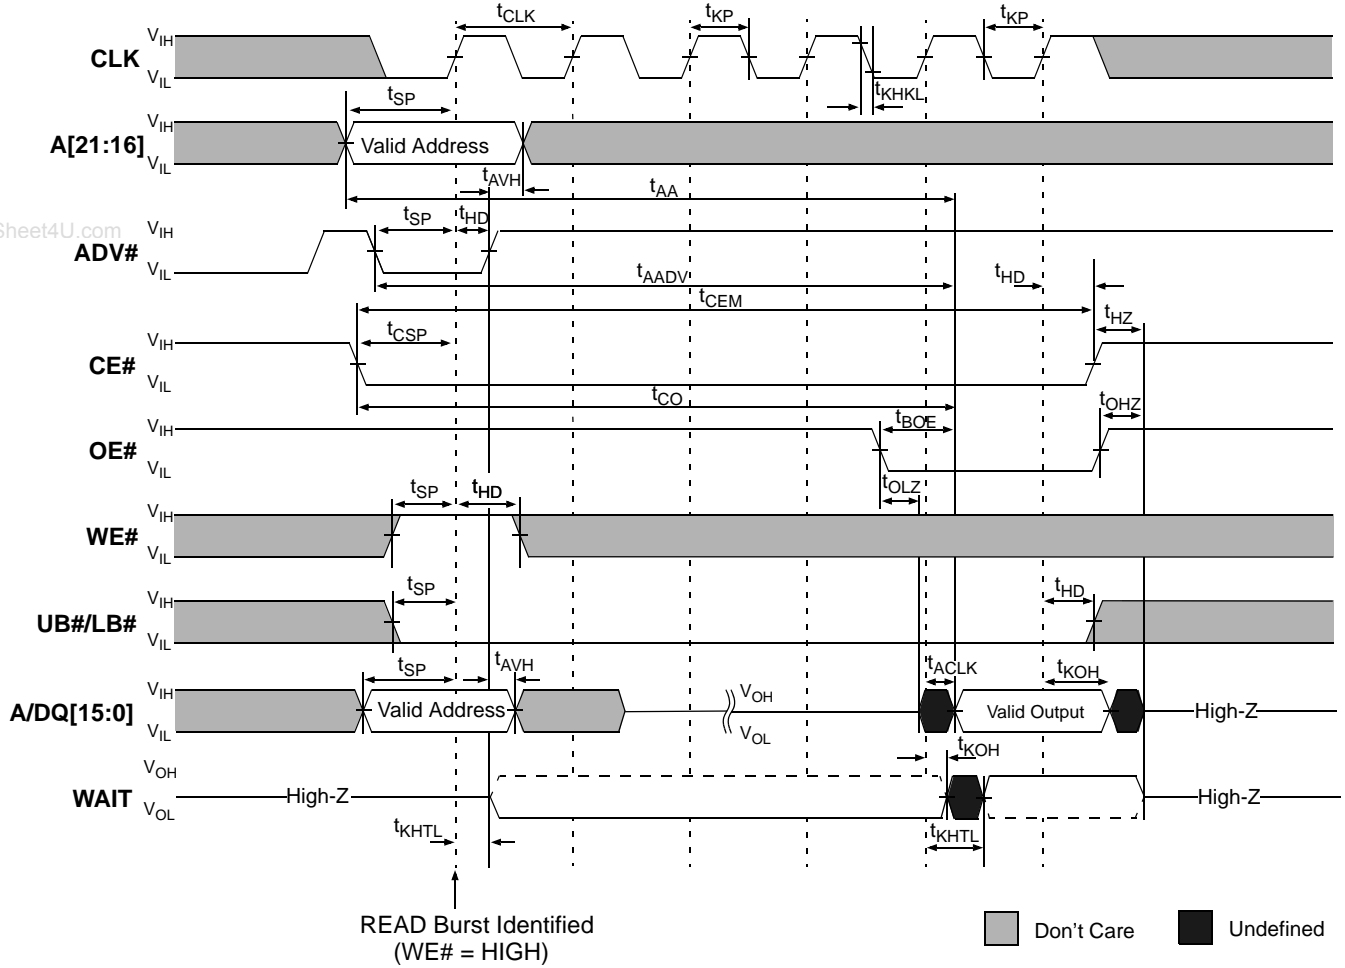 tCLK
tKP
tKP
VIH
CLK
VIL
tSP
tKHKL
VIH
A[21:16]
VIL
Valid Address
tAVH
tAA
Sheet4U.com
VIH
tSP
tHD
ADV#
VIL
tAADV
tHD
tCEM
tHZ
VIH
tCSP
CE#
VIL
tCO
tOHZ
VIH
tBOE
OE#
VIL
tOLZ
tSP
tHD
VIH
WE#
VIL
tSP
tHD
VIH
UB#/LB#
VIL
tSP
tAVH
tACLK
tKOH
VIH
A/DQ[15:0]
VIL
Valid Address
VOH
VOL
Valid Output
High-Z
tKOH
VOH
WAIT
VOL
High-Z
High-Z
tKHTL
tKHTL
READ Burst Identified
(WE# = HIGH)
Don't Care
Undefined